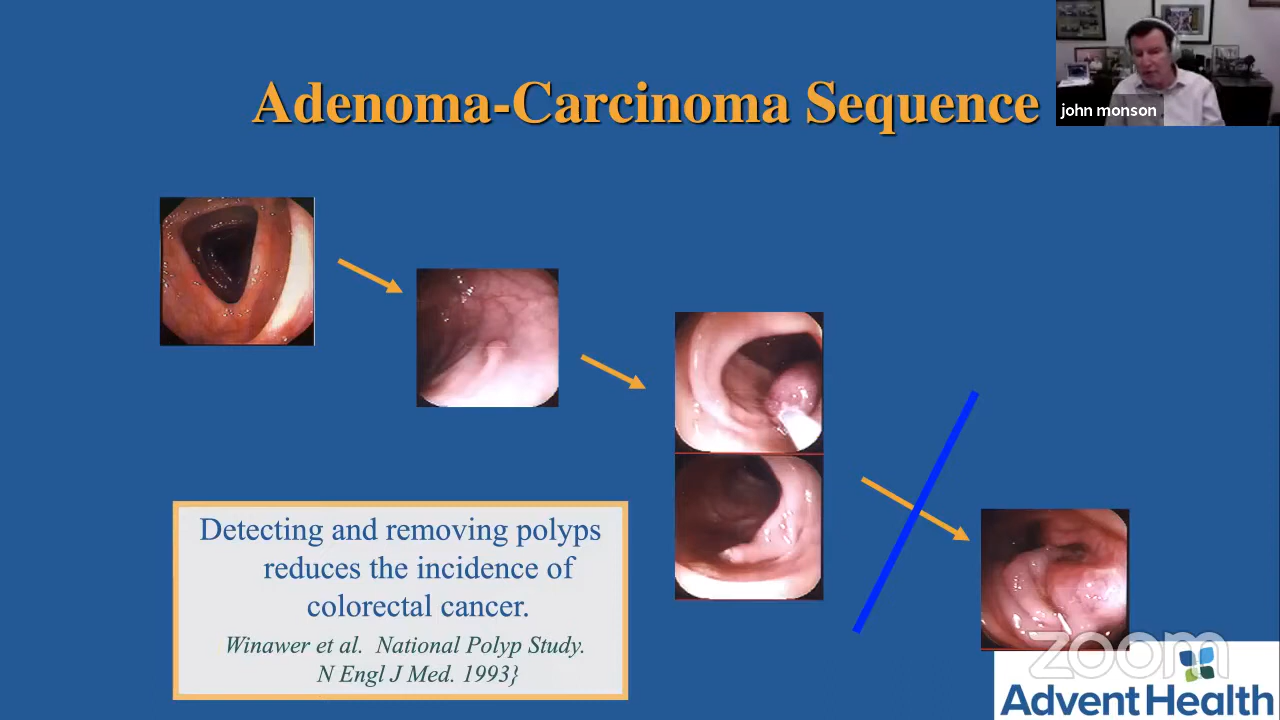 Adenoma-Carcinoma Sequence
john monson
Detecting and removing polyps
reduces the incidence of
colorectal cancer.
Winawer et al. National Polyp Study.
N Engl J Med. 1993}
zoom
AdventHealth